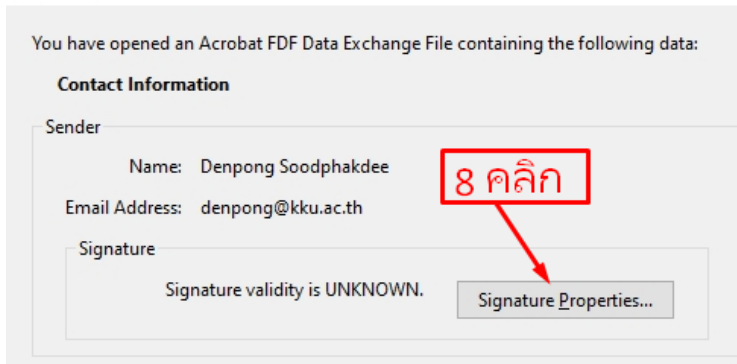 You have opened an Acrobat FDF Data Exchange File containing the following data:
Contact Information
Sender
Name: Denpong Soodphakdee
8 คลิก
Email Address: denpong@kku.ac.th
Signature
Signature validity is UNKNOWN.
Signature Properties...